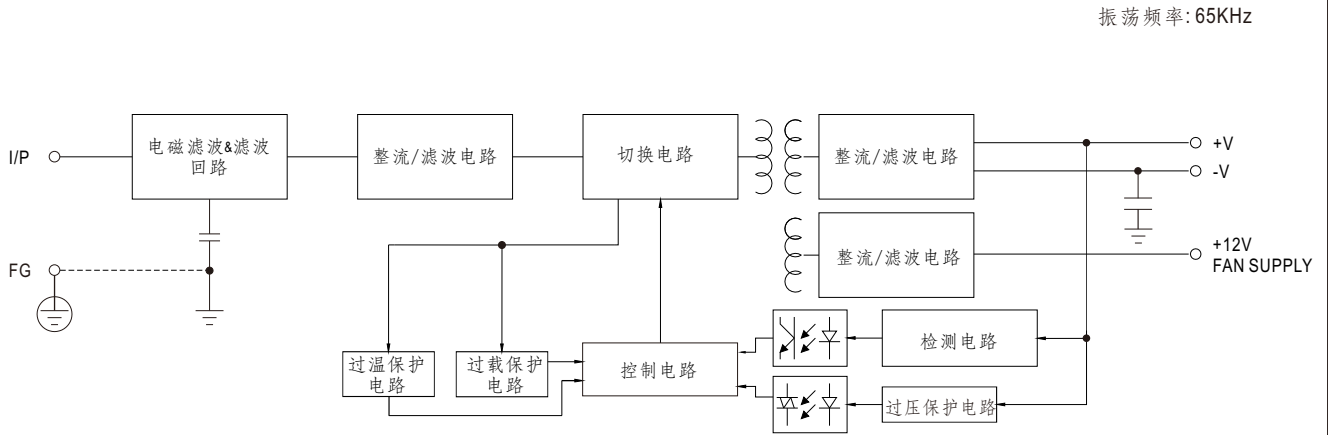 振荡频率: 65KHz
I/P
电磁滤波&滤波
回路
整流/滤波电路
切换电路
整流/滤波电路
+V
-V
FG
整流/滤波电路
+12V
FAN SUPPLY
过温保护
电路
过载保护
电路
控制电路
检测电路
过压保护电路